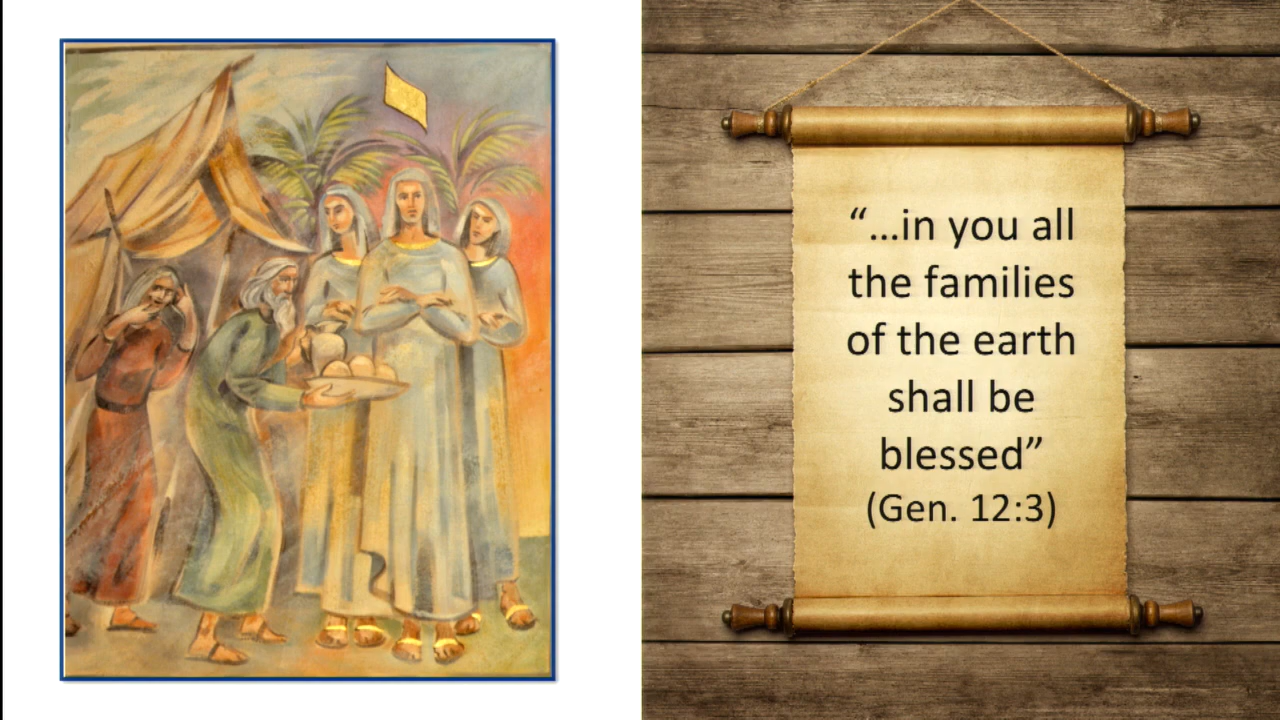 “...in you all
the families
of the earth
shall be
blessed”
(Gen. 12:3)